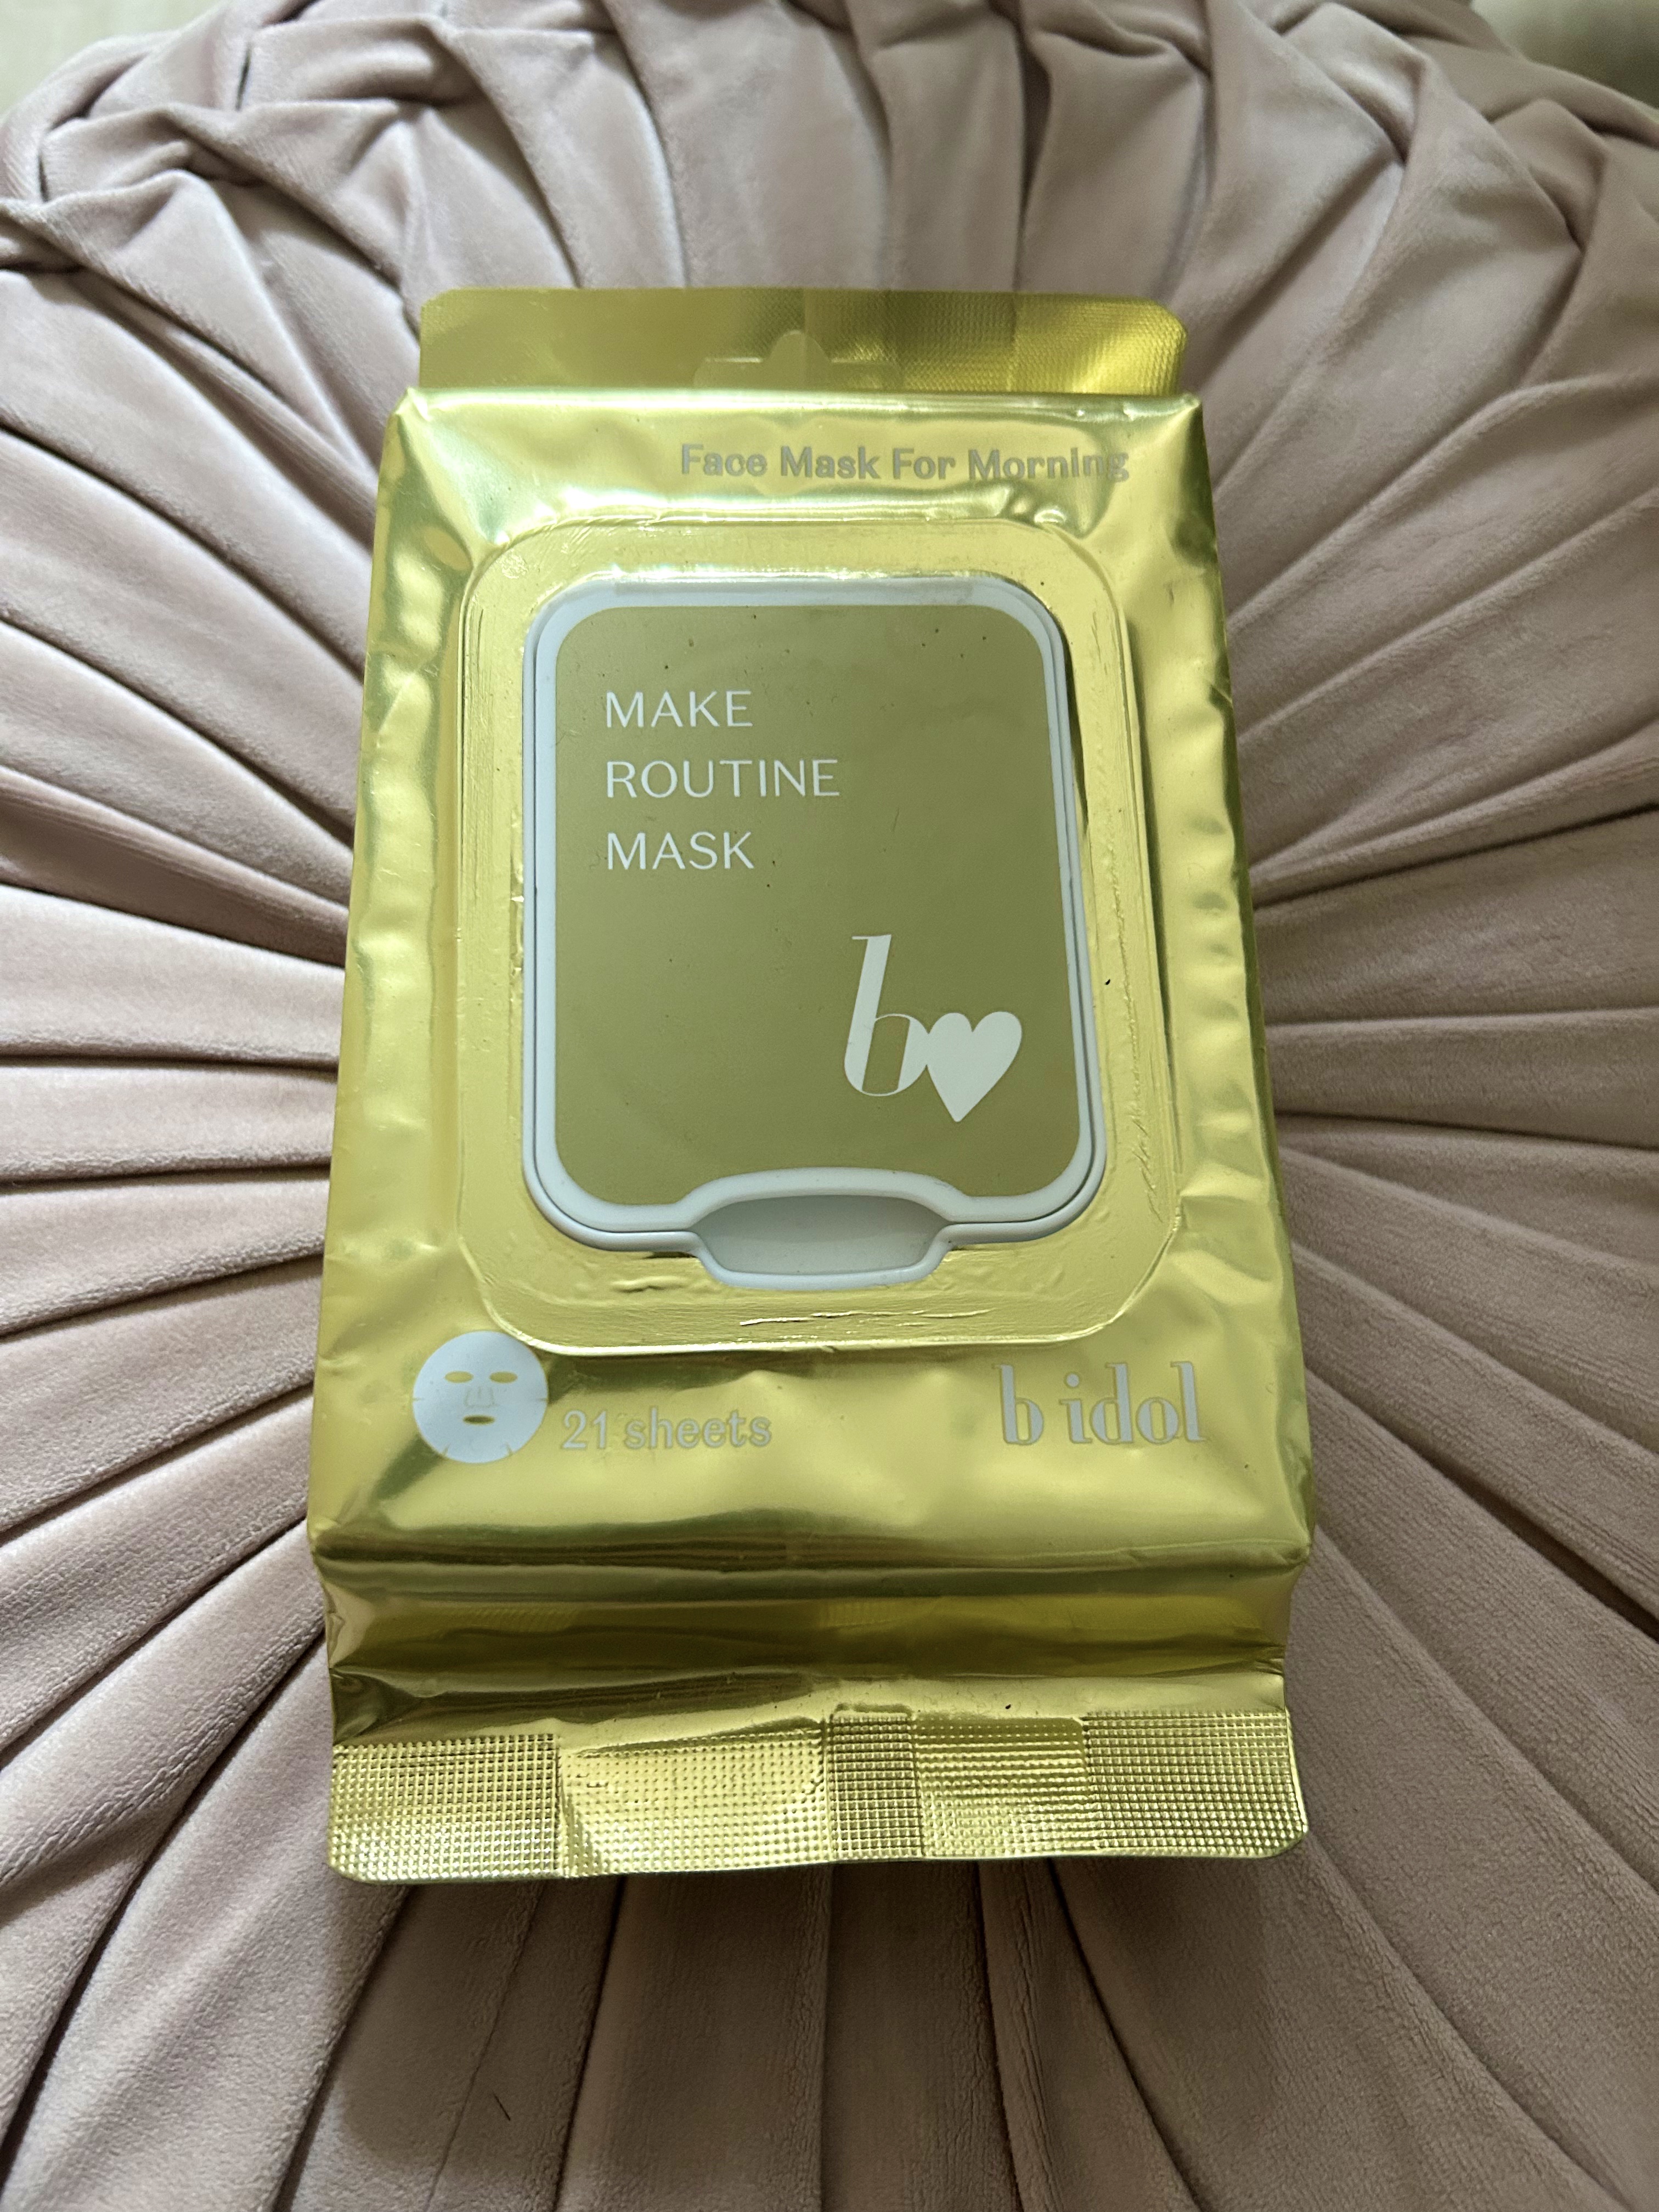 Face Mask For Morning
MAKE
ROUTINE
MASK
b
21 sheets
b idol